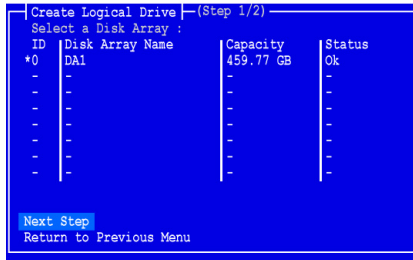 Create Logical Drive (Step 1/2)
Select a Disk Array :
ID Disk Array Name Capacity Status
*0 DA1 459.77 GB Ok
- - - -
- - - -
- - - -
- - - -
- - - -
- - - -
- - - -
Next Step
Return to Previous Menu